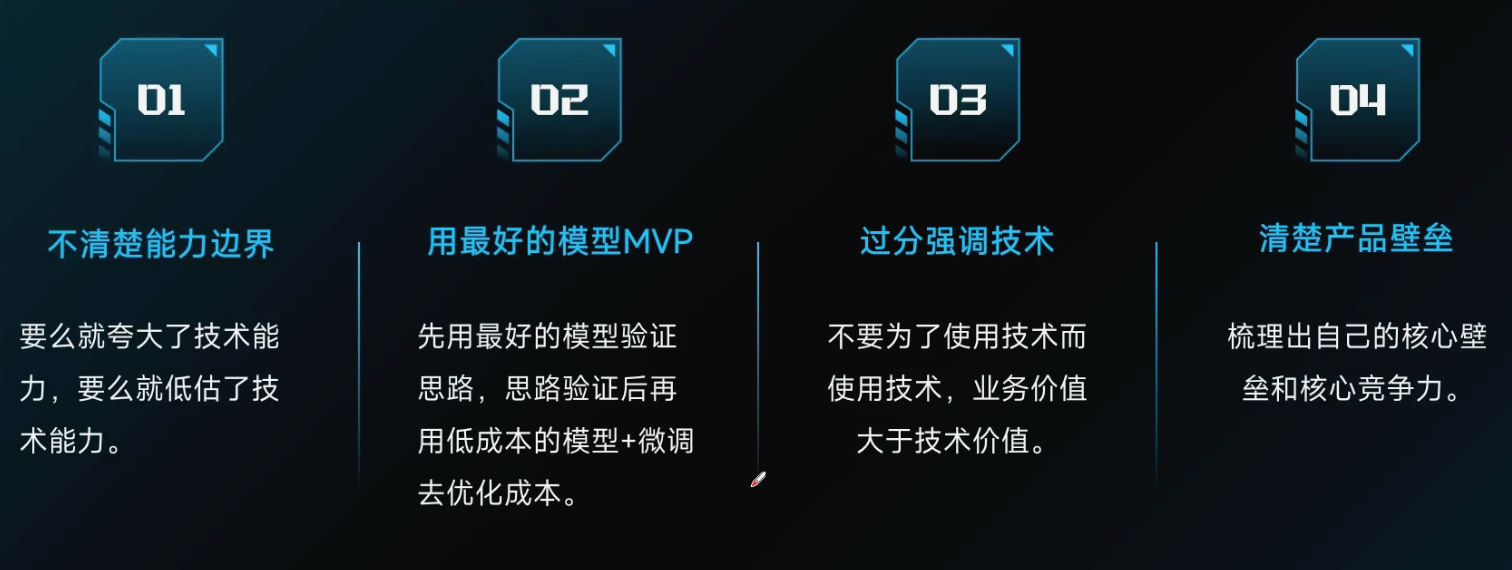 01
不清楚能力边界
要么就夸大了技术能
力，要么就低估了技
术能力。
02
用最好的模型MVP
先用最好的模型验证
思路，思路验证后再
用低成本的模型+微调
去优化成本。
03
过分强调技术
不要为了使用技术而
使用技术，业务价值
大于技术价值。
04
清楚产品壁垒
梳理出自己的核心壁
垒和核心竞争力。